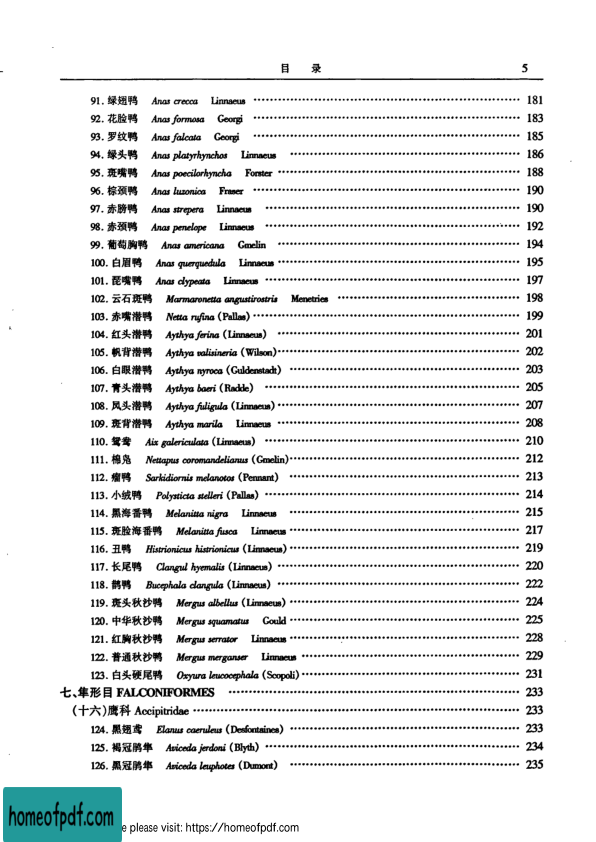 目 录 5
91. 绿翅鸭 Anas crecca Linnaeus 181
92. 花脸鸭 Anas formosa Georgi 183
93. 罗纹鸭 Anas falcata Georgi 185
94. 绿头鸭 Anas platyrhynchos Linnaeus 186
95. 斑嘴鸭 Anas poecilorhyncha Forster 188
96. 棕颈鸭 Anas luzonica Fraser 190
97. 赤膀鸭 Anas strepera Linnaeus 190
98. 赤颈鸭 Anas penelope Linnaeus 192
99. 葡萄胸鸭 Anas americana Gmelin 194
100. 白眉鸭 Anas querquedula Linnaeus 195
101. 琵嘴鸭 Anas clypeata Linnaeus 197
102. 云石斑鸭 Marmaronetta angustirostris Menetries 198
103. 赤嘴潜鸭 Netta rufina (Pallas) 199
104. 红头潜鸭 Aythya ferina (Linnaeus) 201
105. 帆背潜鸭 Aythya valisineria (Wilson) 202
106. 白眼潜鸭 Aythya nyroca (Guldenstadt) 203
107. 青头潜鸭 Aythya baeri (Radde) 205
108. 凤头潜鸭 Aythya fuligula (Linnaeus) 207
109. 斑背潜鸭 Aythya marila Linnaeus 208
110. 鸳鸯 Aix galericulata (Linnaeus) 210
111. 棉凫 Nettapus coromandelianus (Gmelin) 212
112. 瘤鸭 Sarkidiornis melanotos (Pennant) 213
113. 小绒鸭 Polysticta stelleri (Pallas) 214
114. 黑海番鸭 Melanitta nigra Linnaeus 215
115. 斑脸海番鸭 Melanitta fusca Linnaeus 217
116. 丑鸭 Histrionicus histrionicus (Linnaeus) 219
117. 长尾鸭 Clangul hyemalis (Linnaeus) 220
118. 鹊鸭 Bucephala clangula (Linnaeus) 222
119. 斑头秋沙鸭 Mergus albellus (Linnaeus) 224
120. 中华秋沙鸭 Mergus squamatus Gould 225
121. 红胸秋沙鸭 Mergus serrator Linnaeus 228
122. 普通秋沙鸭 Mergus merganser Linnaeus 229
123. 白头硬尾鸭 Oxyura leucocephala (Scopoli) 231
七、隼形目 FALCONIFORMES 233
(十六)鹰科 Accipitridae 233
124. 黑翅鸢 Elanus caeruleus (Desfontaines) 233
125. 褐冠鹃隼 Aviceda jerdoni (Blyth) 234
126. 黑冠鹃隼 Aviceda leuphotes (Dumont) 235
homeofpdf.com
e please visit: https://homeofpdf.com